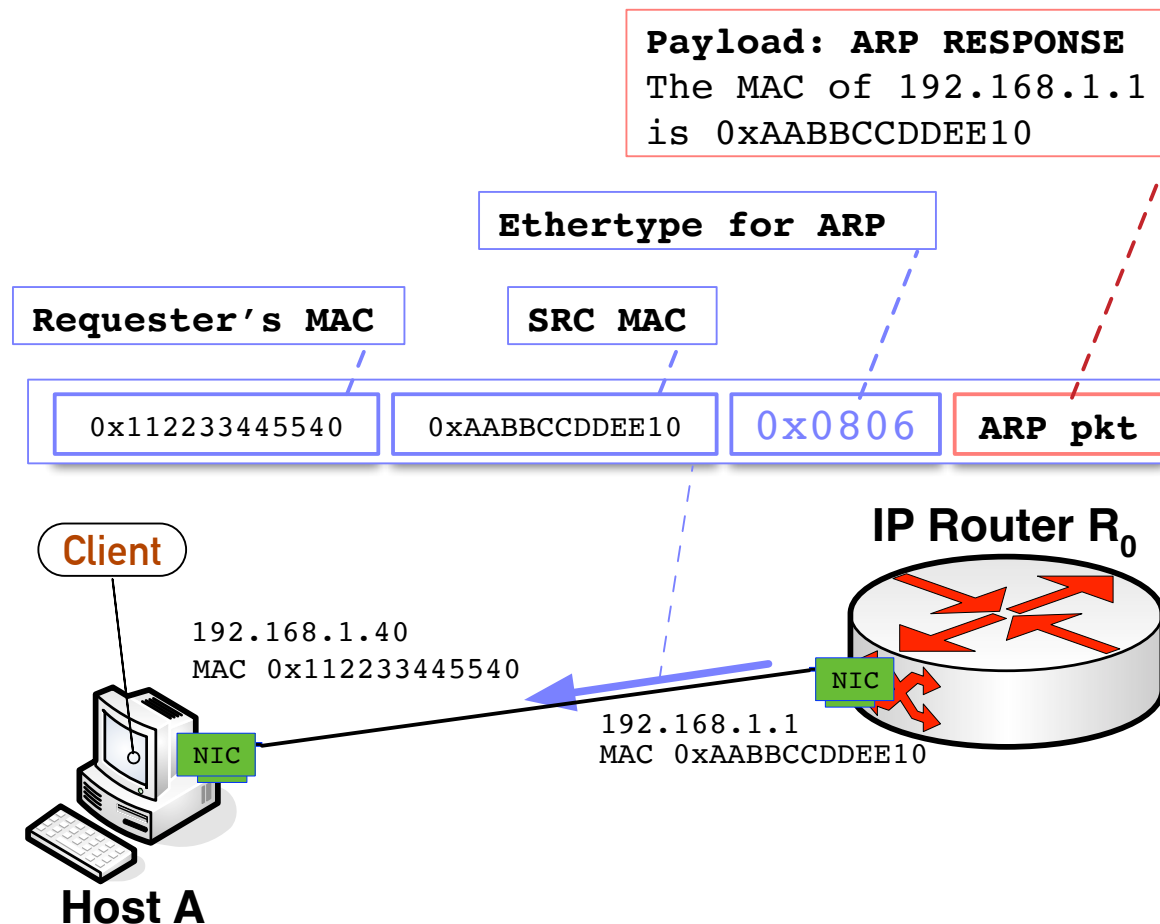 Payload: ARP RESPONSE
The MAC of 192.168.1.1
is 0xAABBCCDDEE10
Ethertype for ARP
Requester’s MAC
SRC MAC
0x112233445540
0xAABBCCDDEE10
0x0806
ARP pkt
IP Router R0
Client
192.168.1.40
MAC 0x112233445540
NIC
192.168.1.1
MAC 0xAABBCCDDEE10
NIC
Host A